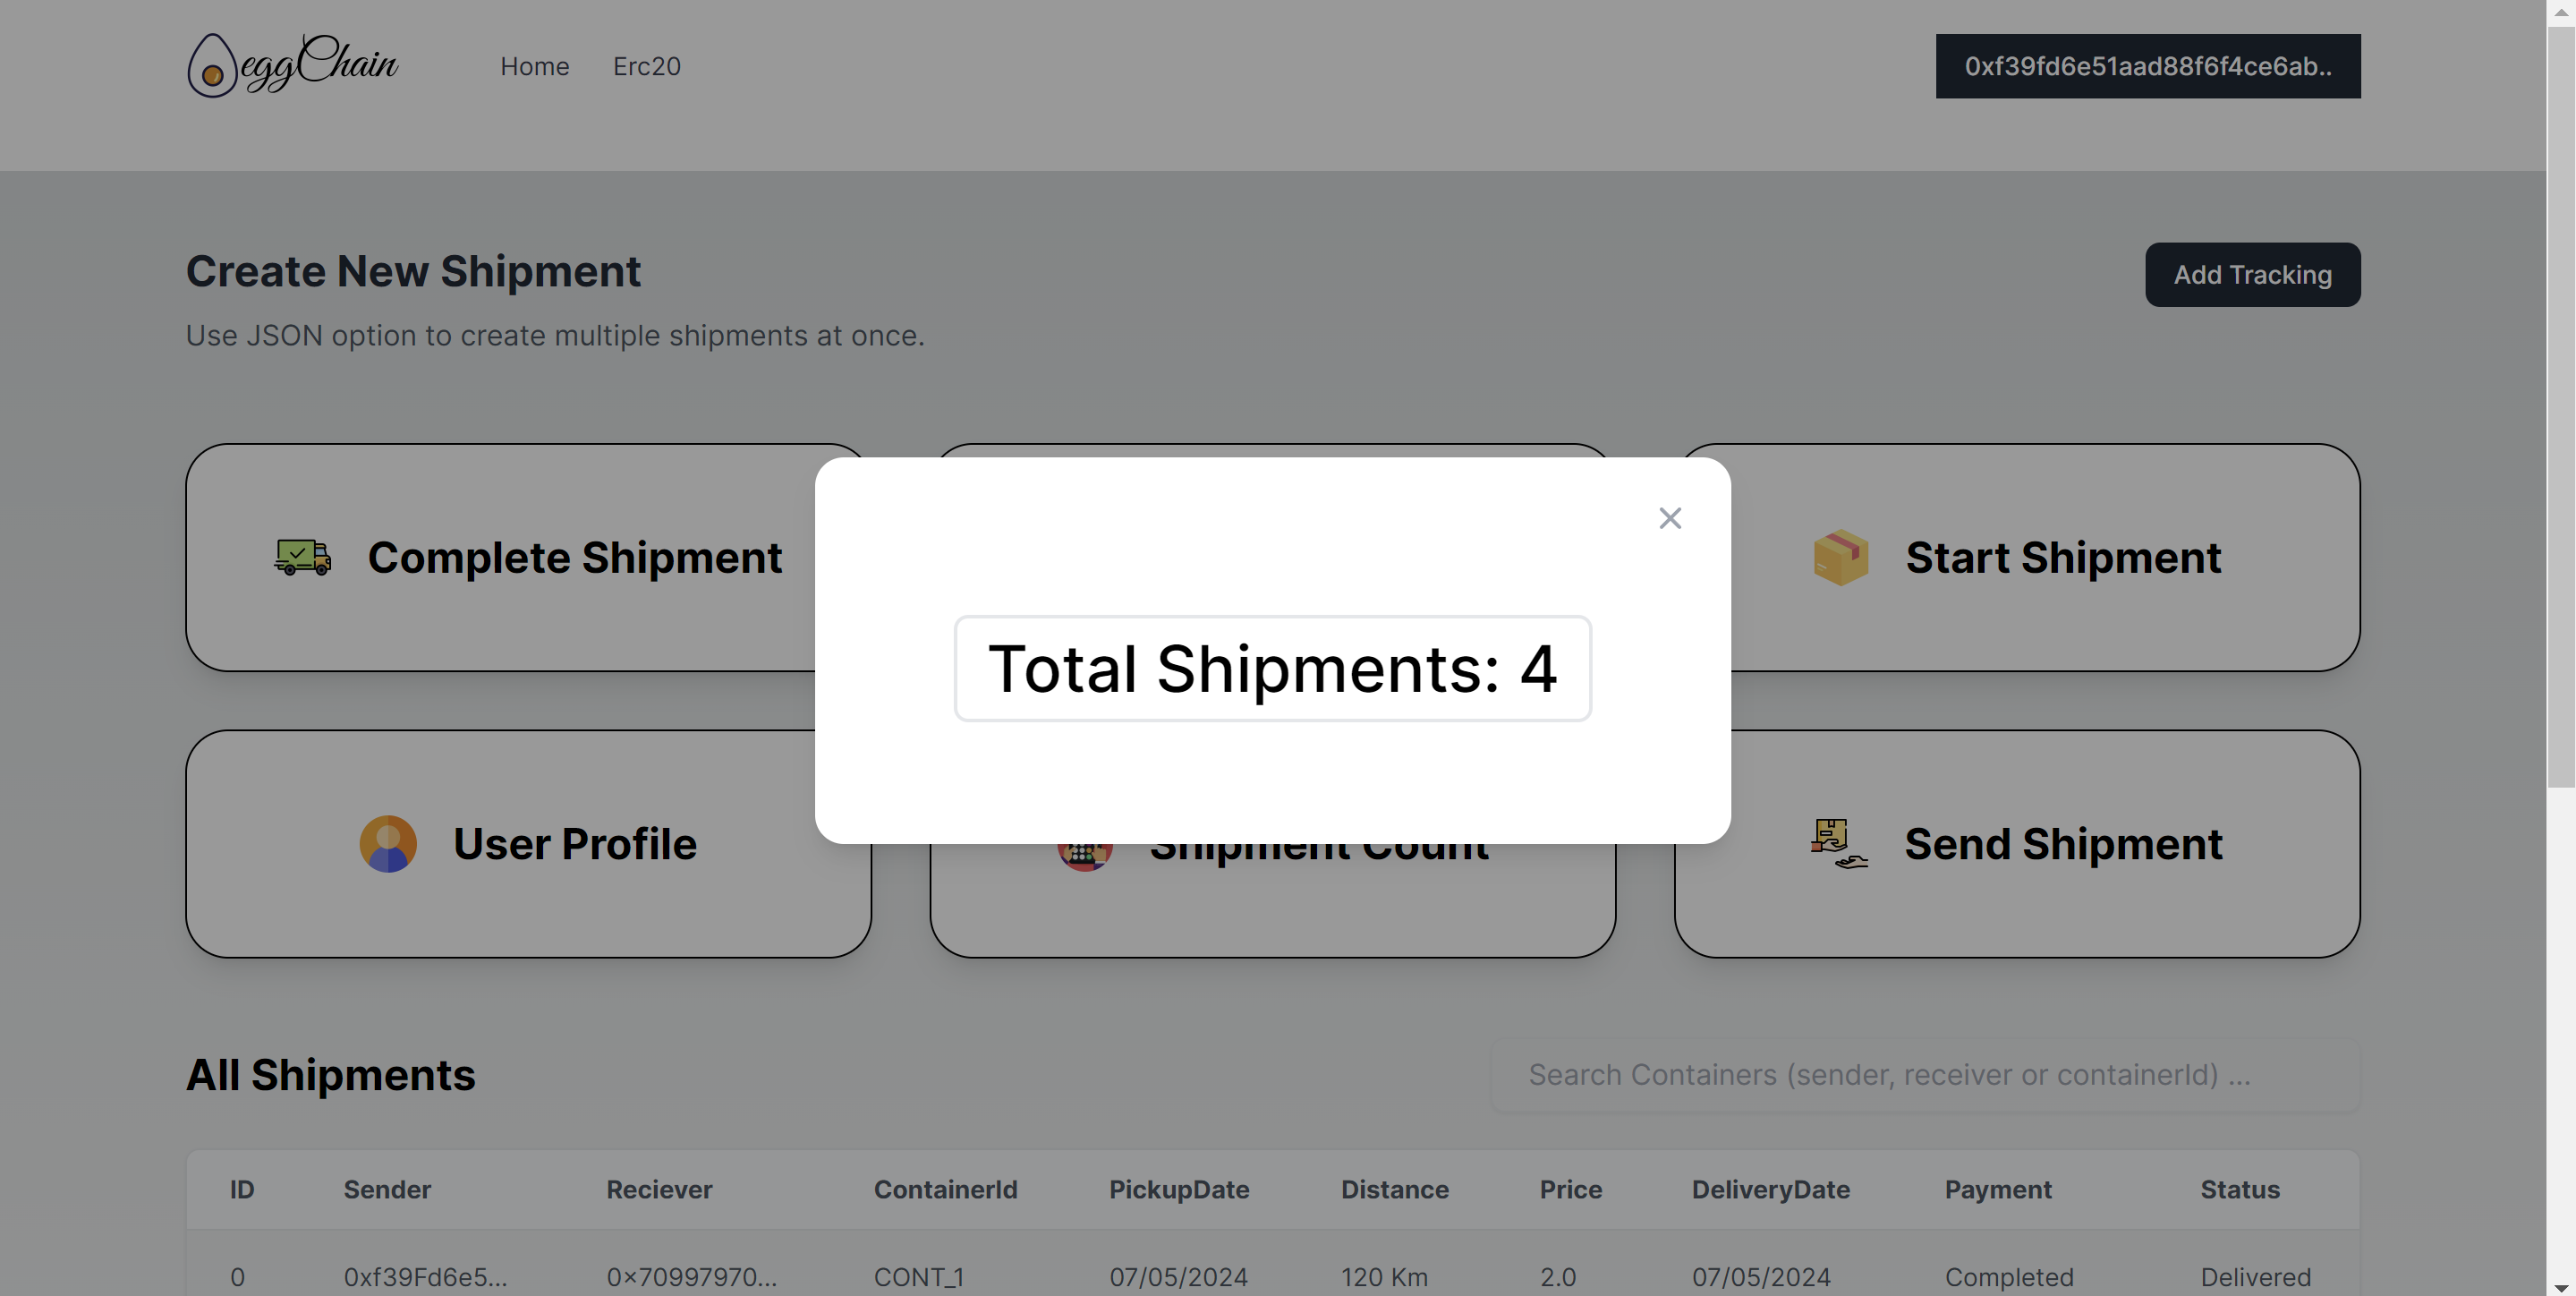 eggChain
Home Erc20
0xf39fd6e51aad88f6f4ce6ab..
Create New Shipment
Add Tracking
Use JSON option to create multiple shipments at once.
Complete Shipment
Start Shipment
Total Shipments: 4
User Profile
Shipment Count
Send Shipment
All Shipments
Search Containers (sender, receiver or containerId) ...
ID Sender Reciever ContainerId PickupDate Distance Price DeliveryDate Payment Status
0 0xf39Fd6e5... 0x70997970... CONT_1 07/05/2024 120 Km 2.0 07/05/2024 Completed Delivered